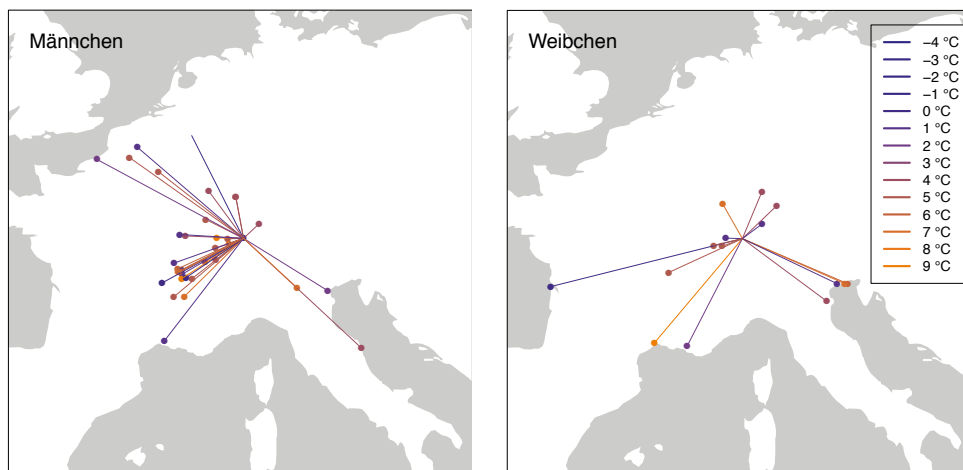 Männchen
Weibchen
−4 °C
−3 °C
−2 °C
−1 °C
0 °C
1 °C
2 °C
3 °C
4 °C
5 °C
6 °C
7 °C
8 °C
9 °C